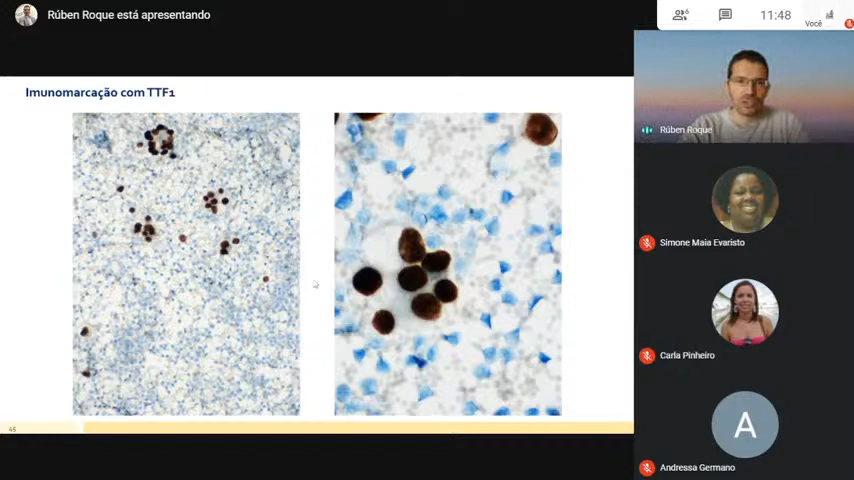 Rúben Roque está apresentando
6
11:48
Você
Imunomarcação com TTF1
Rúben Roque
Simone Maia Evaristo
Carla Pinheiro
A
Andressa Germano
45